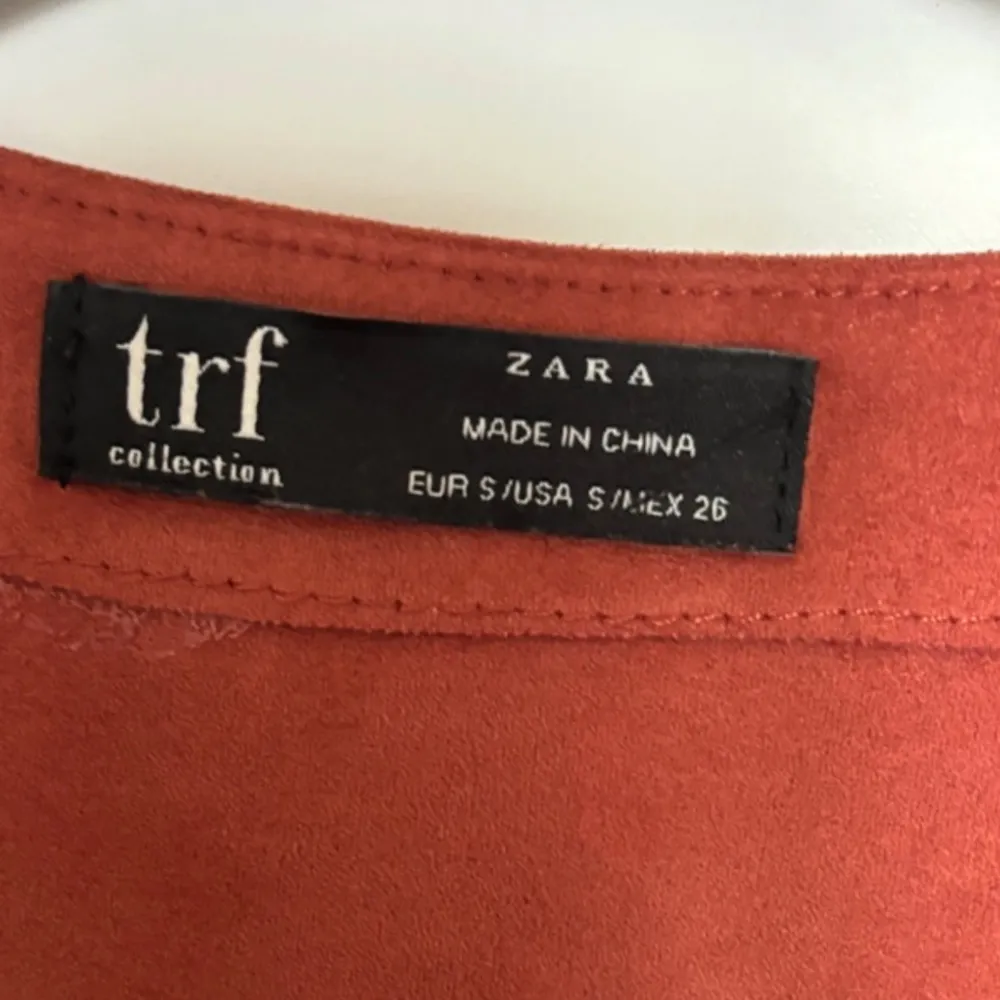 trf
collection
ZARA
MADE IN CHINA
EUR S/USA S/MEX 26